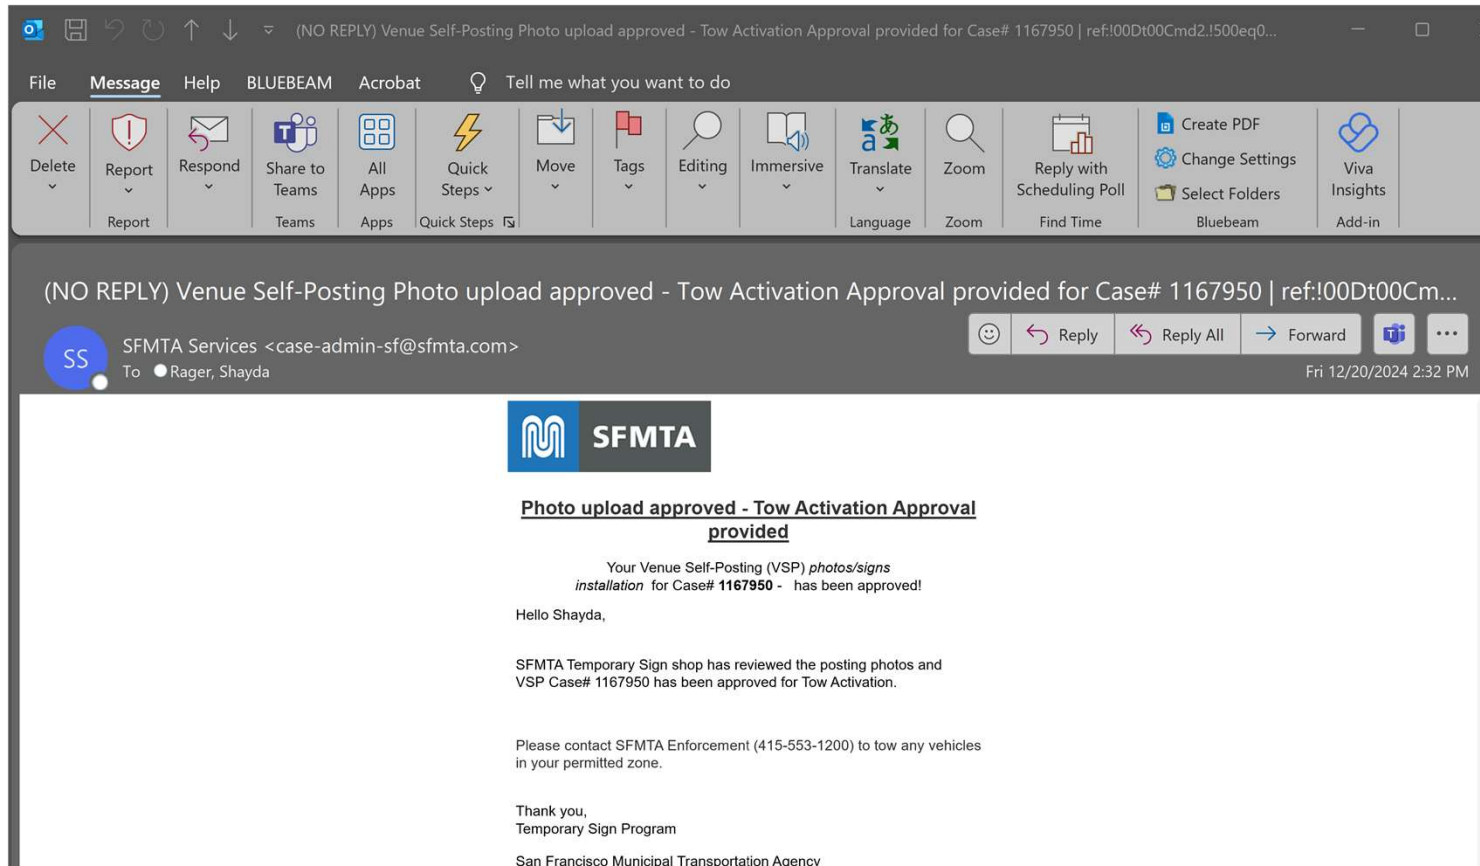 (NO REPLY) Venue Self-Posting Photo upload approved - Tow Activation Approval provided for Case# 1167950 | ref:!00Dt00Cmd2.!500eq0...
File Message Help BLUEBEAM Acrobat Tell me what you want to do
Delete
Report
Respond
Share to
Teams
All
Apps
Quick
Steps
Move
Tags
Editing
Immersive
Translate
Zoom
Reply with
Scheduling Poll
Create PDF
Change Settings
Select Folders
Viva
Insights
Report
Teams
Apps
Quick Steps
Language
Zoom
Find Time
Bluebeam
Add-in
(NO REPLY) Venue Self-Posting Photo upload approved - Tow Activation Approval provided for Case# 1167950 | ref:!00Dt00Cm...
SS
SFMTA Services <case-admin-sf@sfmta.com>
To Rager, Shayda
Reply Reply All Forward
Fri 12/20/2024 2:32 PM
SFMTA
Photo upload approved - Tow Activation Approval
provided
Your Venue Self-Posting (VSP) photos/signs
installation for Case# 1167950 - has been approved!
Hello Shayda,
SFMTA Temporary Sign shop has reviewed the posting photos and
VSP Case# 1167950 has been approved for Tow Activation.
Please contact SFMTA Enforcement (415-553-1200) to tow any vehicles
in your permitted zone.
Thank you,
Temporary Sign Program
San Francisco Municipal Transportation Agency